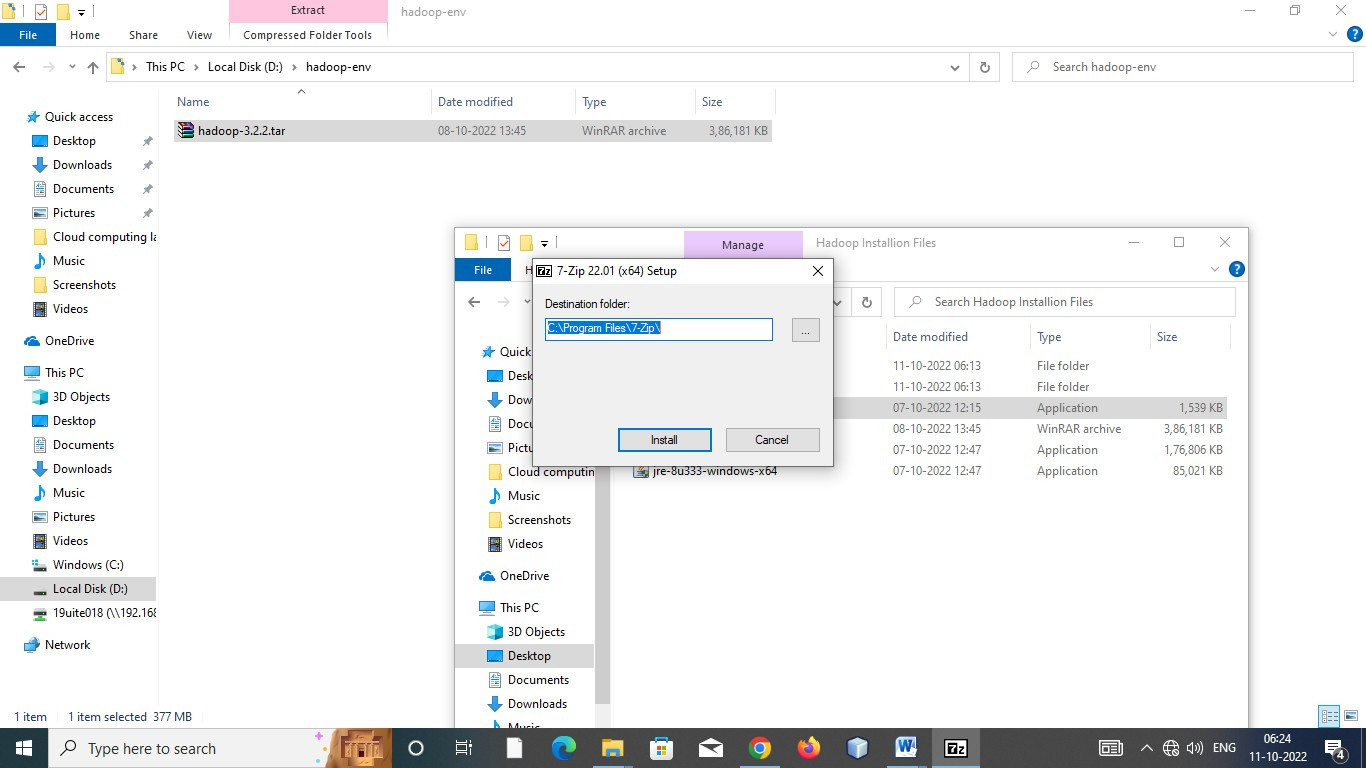 Extract
hadoop-env
File
Home
Share
View
Compressed Folder Tools
This PC
Local Disk (D:)
hadoop-env
Search hadoop-env
Name
Date modified
Type
Size
hadoop-3.2.2.tar
08-10-2022 13:45
WinRAR archive
3,86,181 KB
Quick access
Desktop
Downloads
Documents
Pictures
Cloud computing la
Music
Screenshots
Videos
OneDrive
This PC
3D Objects
Desktop
Documents
Downloads
Music
Pictures
Videos
Windows (C:)
Local Disk (D:)
19uite018 (\\192.168
Network
Manage
Hadoop Installion Files
File
H
Search Hadoop Installion Files
Date modified
Type
Size
11-10-2022 06:13
File folder
11-10-2022 06:13
File folder
07-10-2022 12:15
Application
1,539 KB
08-10-2022 13:45
WinRAR archive
3,86,181 KB
07-10-2022 12:47
Application
1,76,806 KB
jre-8u333-windows-x64
07-10-2022 12:47
Application
85,021 KB
Quick
Desk
Dow
Docu
Pictu
Cloud computin
Music
Screenshots
Videos
OneDrive
This PC
3D Objects
Desktop
Documents
Downloads
Music
7z 7-Zip 22.01 (x64) Setup
Destination folder:
C:\Program Files\7-Zip\
...
Install
Cancel
1 item
1 item selected 377 MB
Type here to search
7z
ENG
06:24
11-10-2022
4